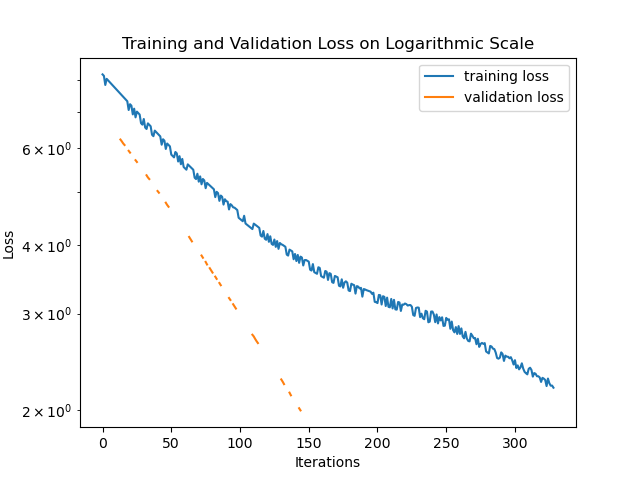 Training and Validation Loss on Logarithmic Scale
training loss
validation loss
6 × 10⁰
4 × 10⁰
3 × 10⁰
2 × 10⁰
Loss
0 50 100 150 200 250 300
Iterations